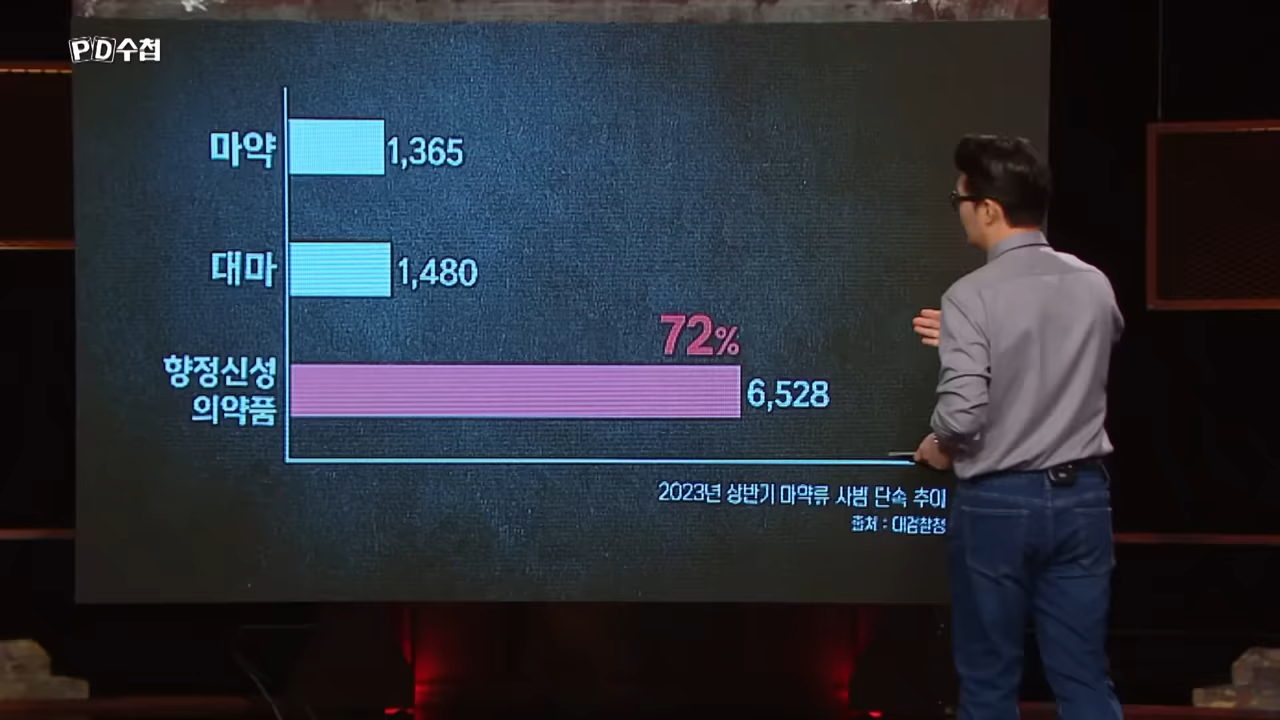 PD수첩
마약 1,365
대마 1,480
72%
향정신성
의약품 6,528
2023년 상반기 마약류 사범 단속 추이
출처 : 대검찰청